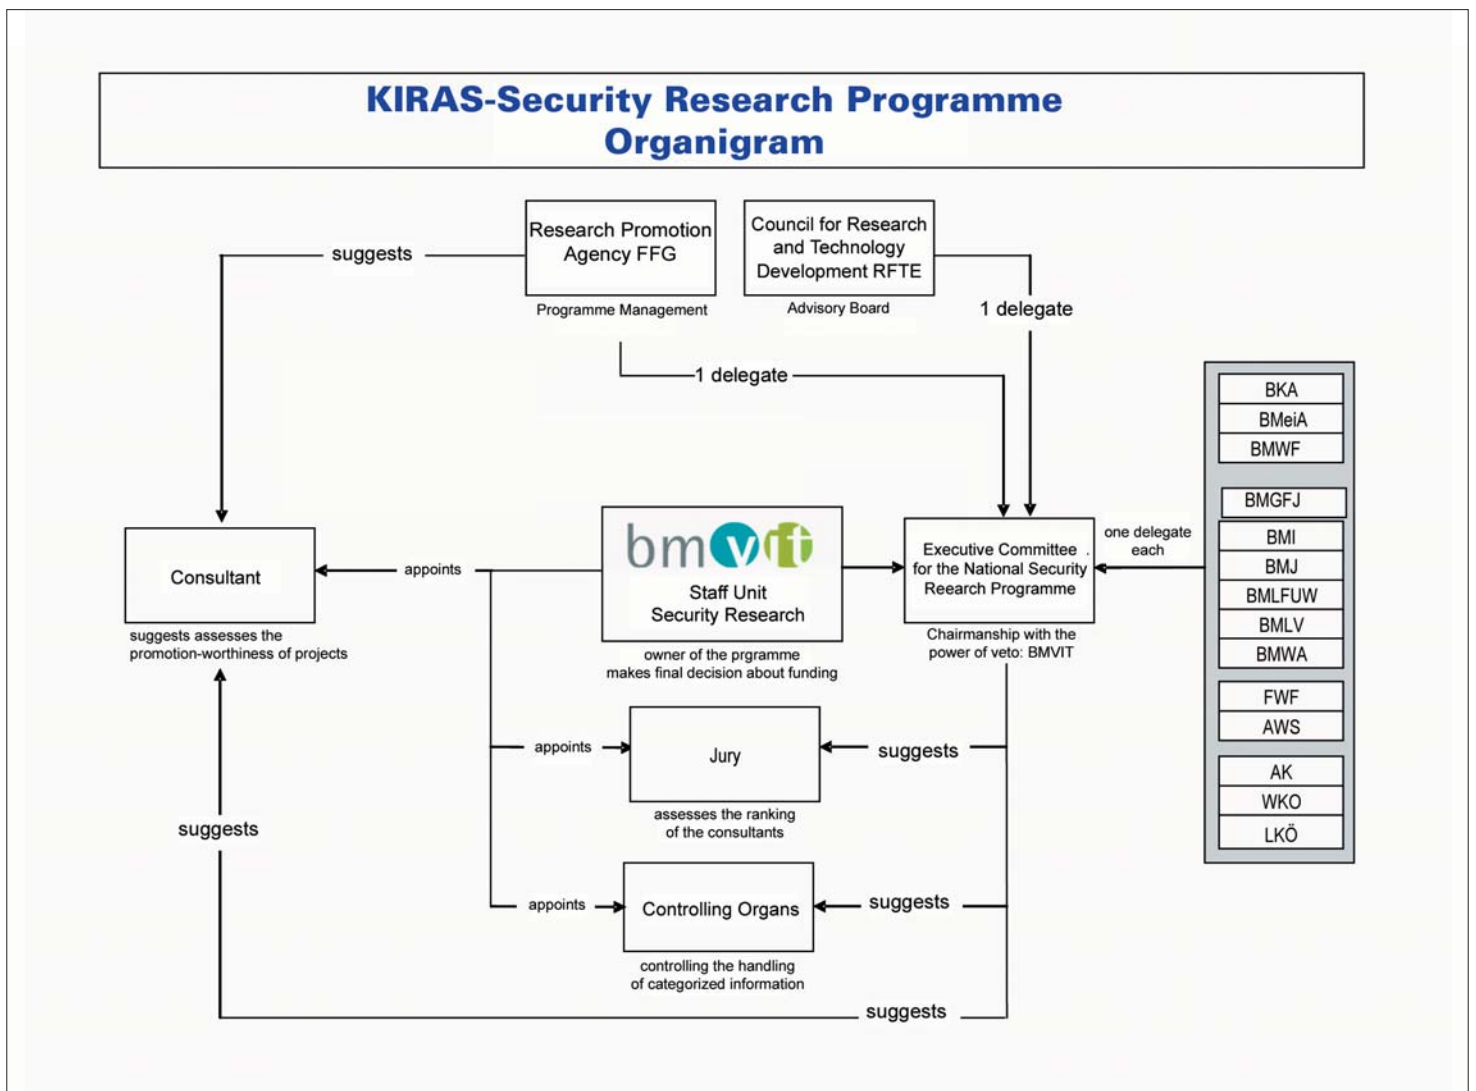 KIRAS-Security Research Programme
Organigram
Research Promotion
Agency FFG
Programme Management
Council for Research
and Technology
Development RFTE
Advisory Board
suggests
1 delegate
1 delegate
BKA
BMeiA
BMWF
BMGFJ
BMI
BMJ
BMLFUW
BMLV
BMWA
FWF
AWS
AK
WKO
LKÖ
one delegate
each
Consultant
suggests assesses the
promotion-worthiness of projects
appoints
bmvit
Staff Unit
Security Research
owner of the prgramme
makes final decision about funding
Executive Committee .
for the National Security
Reearch Programme
Chairmanship with the
power of veto: BMVIT
appoints
Jury
suggests
assesses the ranking
of the consultants
suggests
appoints
Controlling Organs
suggests
controlling the handling
of categorized information
suggests